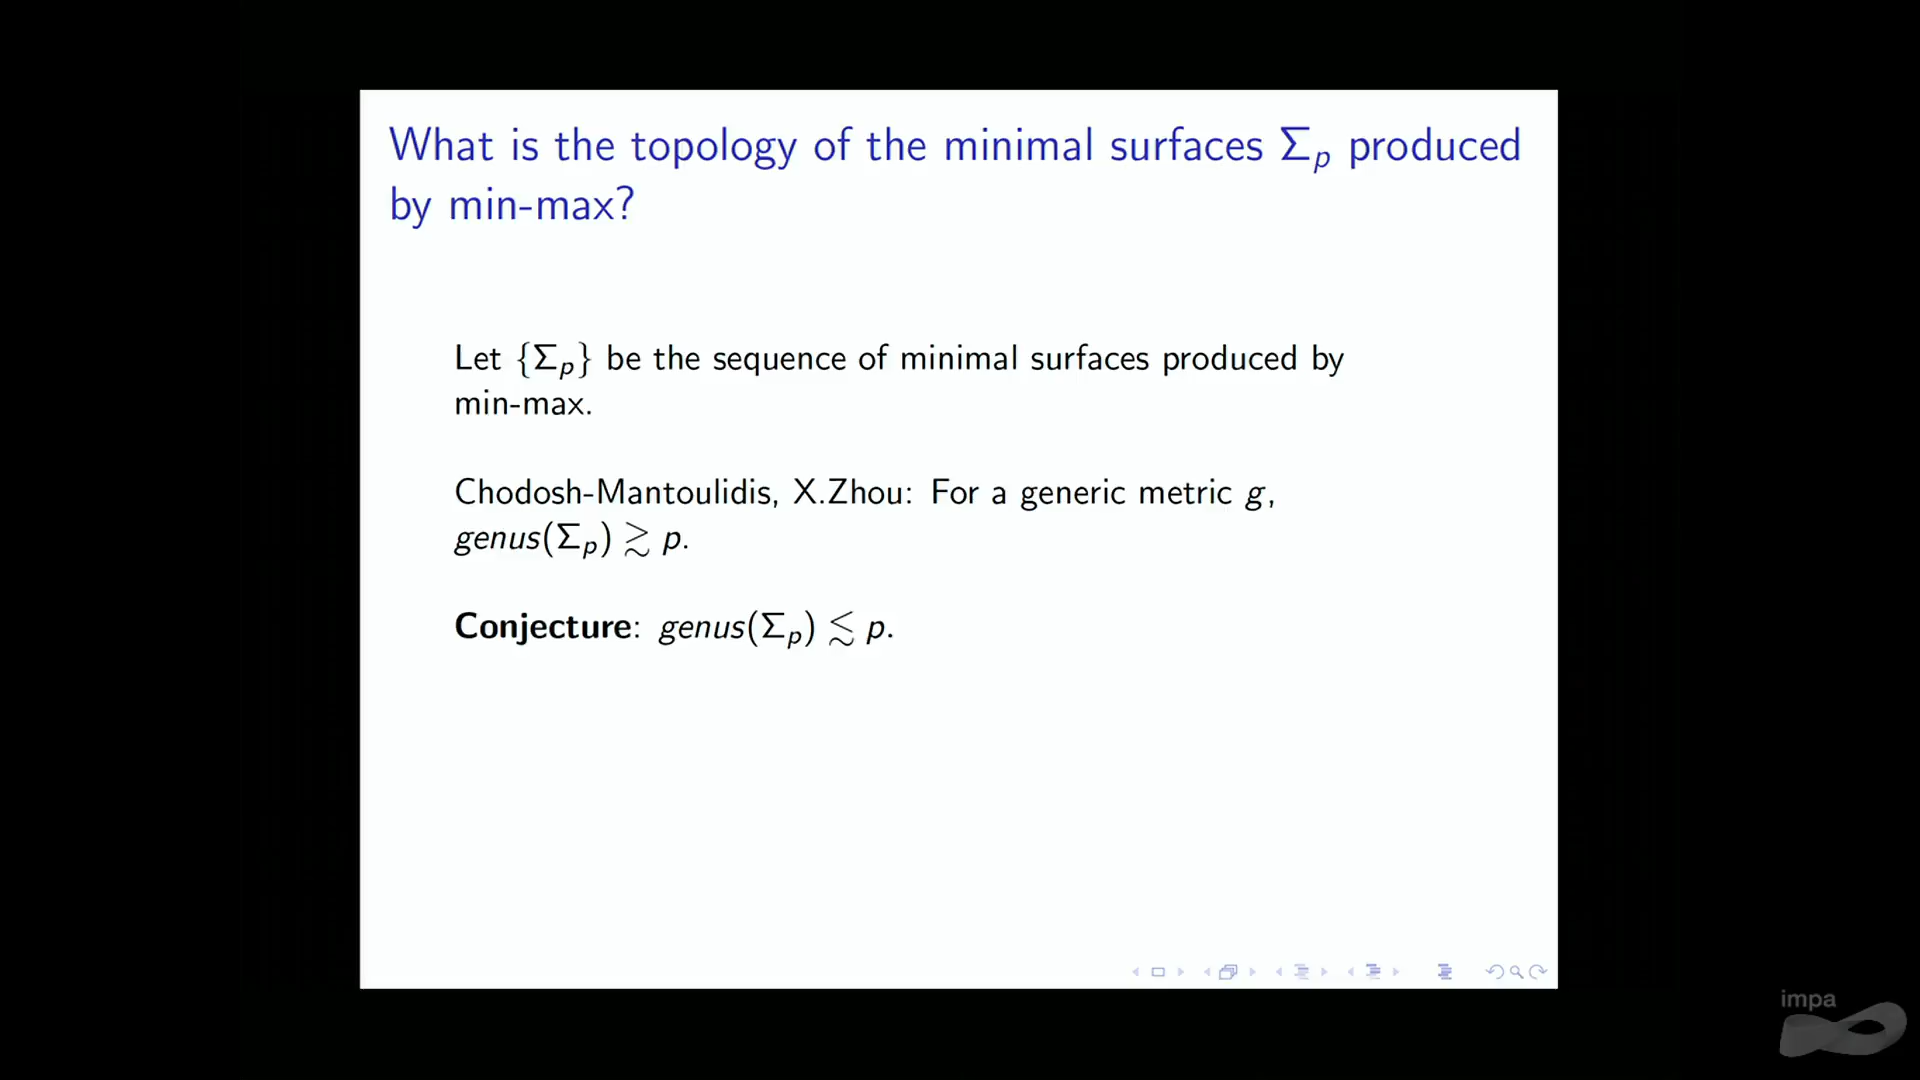 What is the topology of the minimal surfaces Σ_p produced
by min-max?
Let {Σ_p} be the sequence of minimal surfaces produced by
min-max.
Chodosh-Mantoulidis, X.Zhou: For a generic metric g,
genus(Σ_p) ≳ p.
Conjecture: genus(Σ_p) ≲ p.
impa